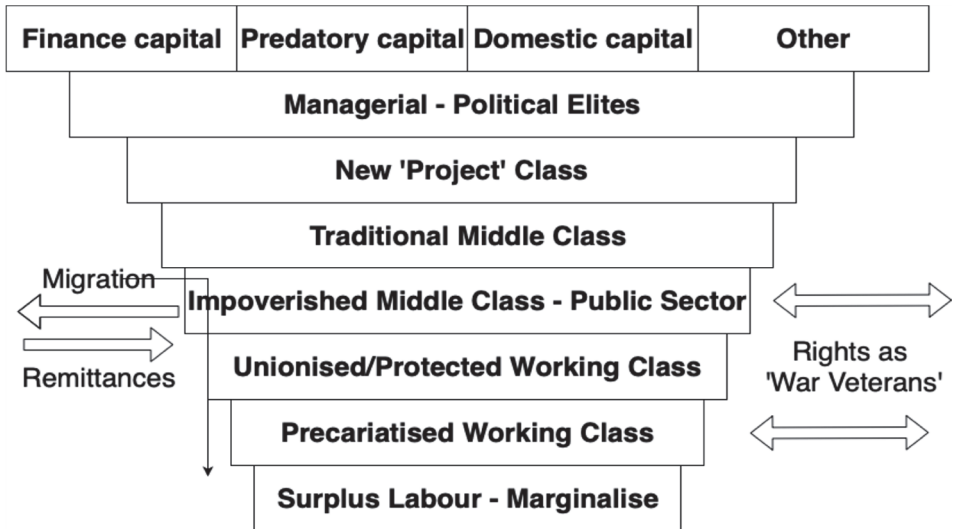 Finance capital
Predatory capital
Domestic capital
Other
Managerial - Political Elites
New 'Project' Class
Traditional Middle Class
Migration
Impoverished Middle Class - Public Sector
Remittances
Unionised/Protected Working Class
Rights as
'War Veterans'
Precariatised Working Class
Surplus Labour - Marginalise